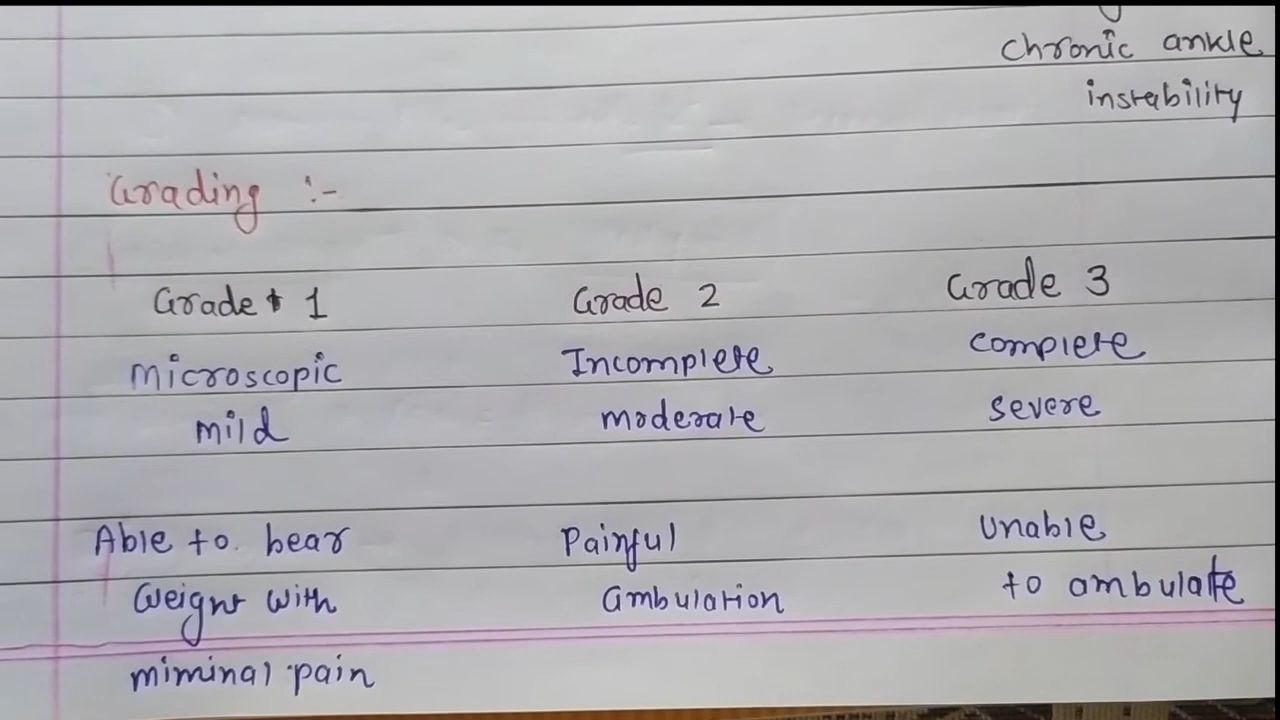 chronic ankle
instability
Grading :-
Grade 1 Grade 2 Grade 3
microscopic Incomplete complete
mild moderate severe
Able to bear Painful Unable
weight with ambulation to ambulate
miminal pain